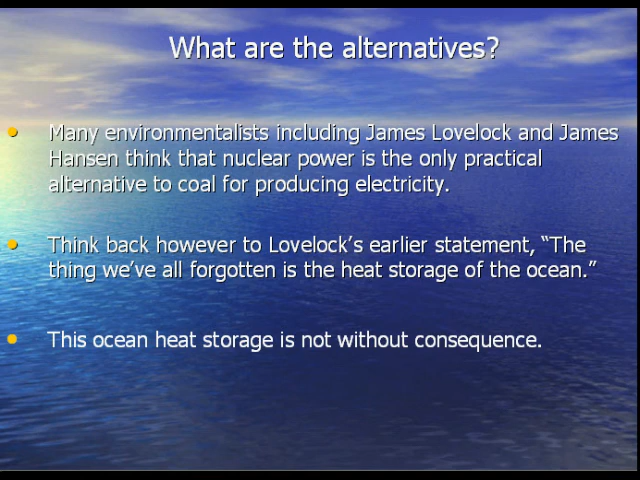 What are the alternatives?
• Many environmentalists including James Lovelock and James
Hansen think that nuclear power is the only practical
alternative to coal for producing electricity.
• Think back however to Lovelock’s earlier statement, “The
thing we’ve all forgotten is the heat storage of the ocean.”
• This ocean heat storage is not without consequence.